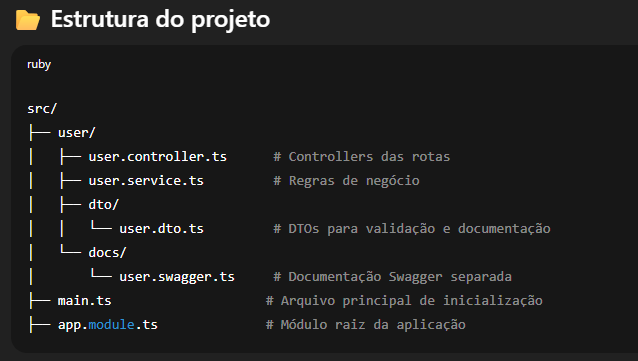 📂 Estrutura do projeto
ruby
src/
├── user/
│   ├── user.controller.ts      # Controllers das rotas
│   ├── user.service.ts         # Regras de negócio
│   ├── dto/
│   │   └── user.dto.ts         # DTOs para validação e documentação
│   └── docs/
│       └── user.swagger.ts     # Documentação Swagger separada
├── main.ts                    # Arquivo principal de inicialização
├── app.module.ts              # Módulo raiz da aplicação